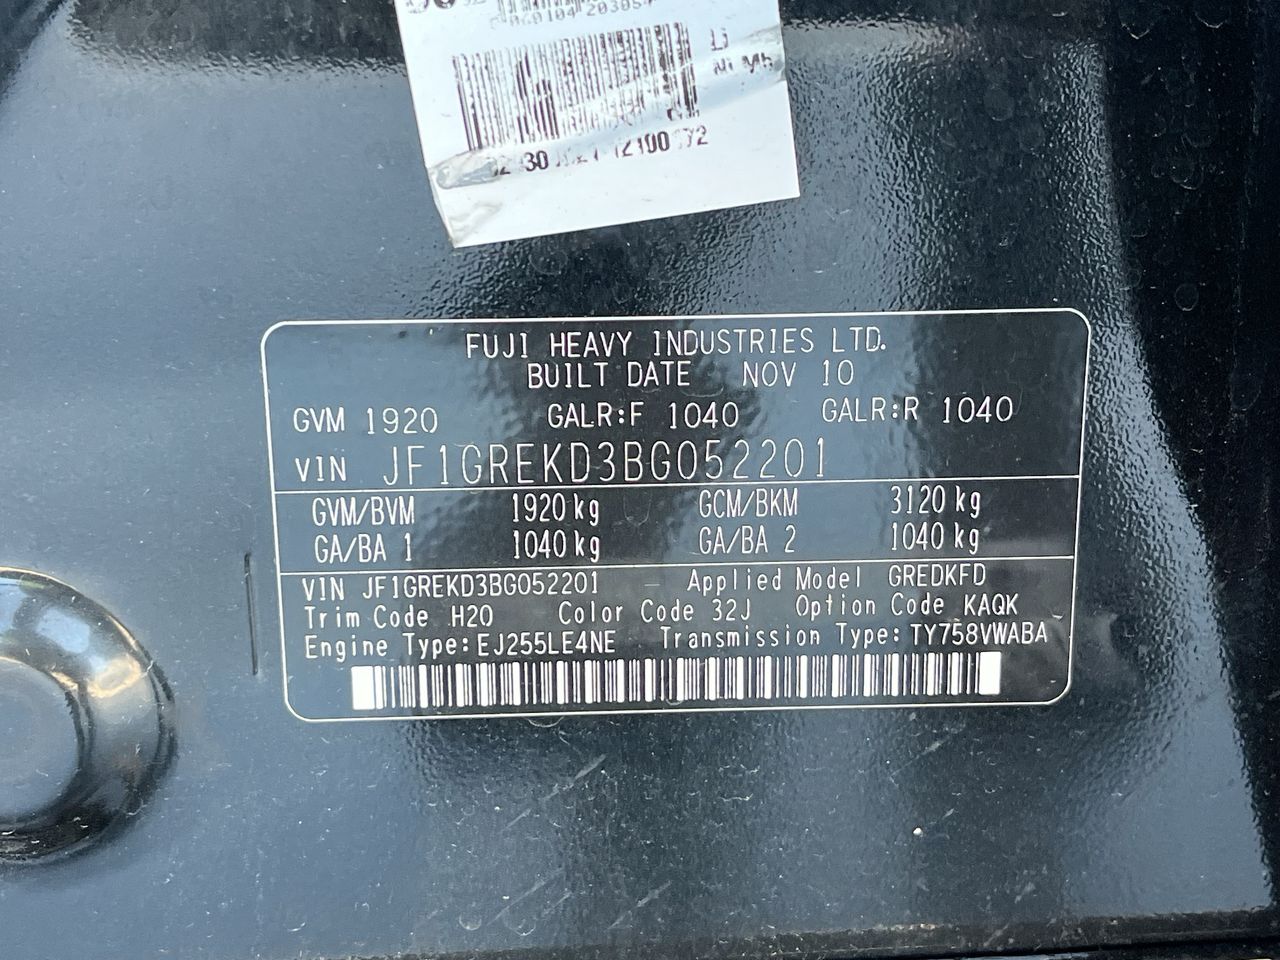 FUJI HEAVY INDUSTRIES LTD.
BUILT DATE NOV 10
GVM 1920 GALR:F 1040 GALR:R 1040
VIN JF1GREKD3BG052201
GVM/BVM 1920 kg GCM/BKM 3120 kg
GA/BA 1 1040 kg GA/BA 2 1040 kg
VIN JF1GREKD3BG052201 Applied Model GREDKFD
Trim Code H20 Color Code 32J Option Code KAQK
Engine Type: EJ255LE4NE Transmission Type: TY758VWABA